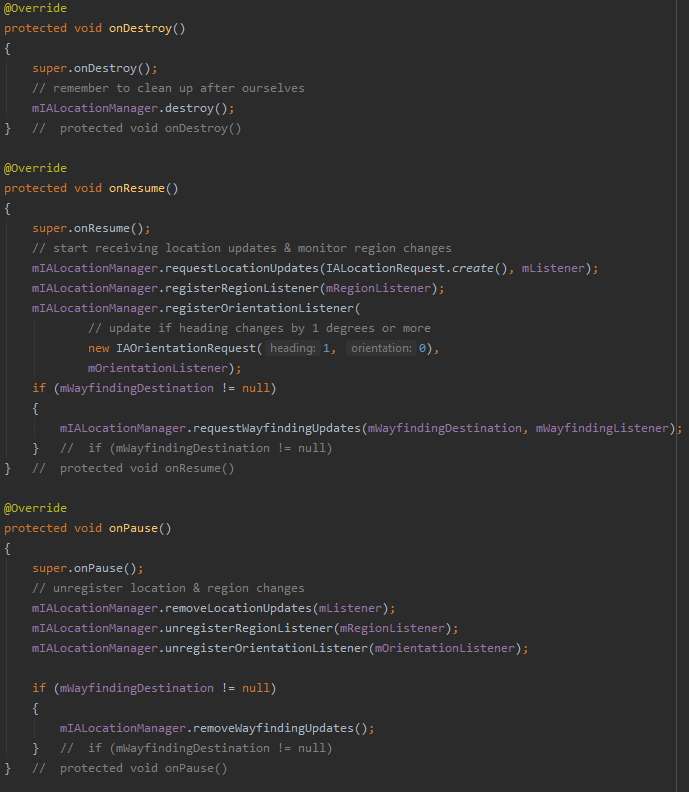 @Override
protected void onDestroy()
{
    super.onDestroy();
    // remember to clean up after ourselves
    mIALocationManager.destroy();
}   //  protected void onDestroy()

@Override
protected void onResume()
{
    super.onResume();
    // start receiving location updates & monitor region changes
    mIALocationManager.requestLocationUpdates(IALocationRequest.create(), mListener);
    mIALocationManager.registerRegionListener(mRegionListener);
    mIALocationManager.registerOrientationListener(
            // update if heading changes by 1 degrees or more
            new IAOrientationRequest( heading: 1,  orientation: 0),
            mOrientationListener);
    if (mWayfindingDestination != null)
    {
        mIALocationManager.requestWayfindingUpdates(mWayfindingDestination, mWayfindingListener);
    }   //  if (mWayfindingDestination != null)
}   //  protected void onResume()

@Override
protected void onPause()
{
    super.onPause();
    // unregister location & region changes
    mIALocationManager.removeLocationUpdates(mListener);
    mIALocationManager.unregisterRegionListener(mRegionListener);
    mIALocationManager.unregisterOrientationListener(mOrientationListener);

    if (mWayfindingDestination != null)
    {
        mIALocationManager.removeWayfindingUpdates();
    }   //  if (mWayfindingDestination != null)
}   //  protected void onPause()